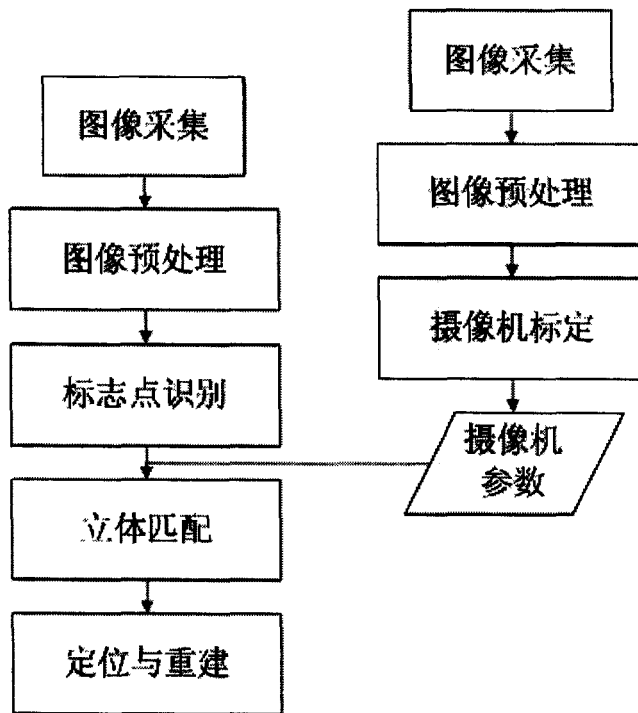 图像采集
图像预处理
标志点识别
立体匹配
定位与重建
图像采集
图像预处理
摄像机标定
摄像机
参数